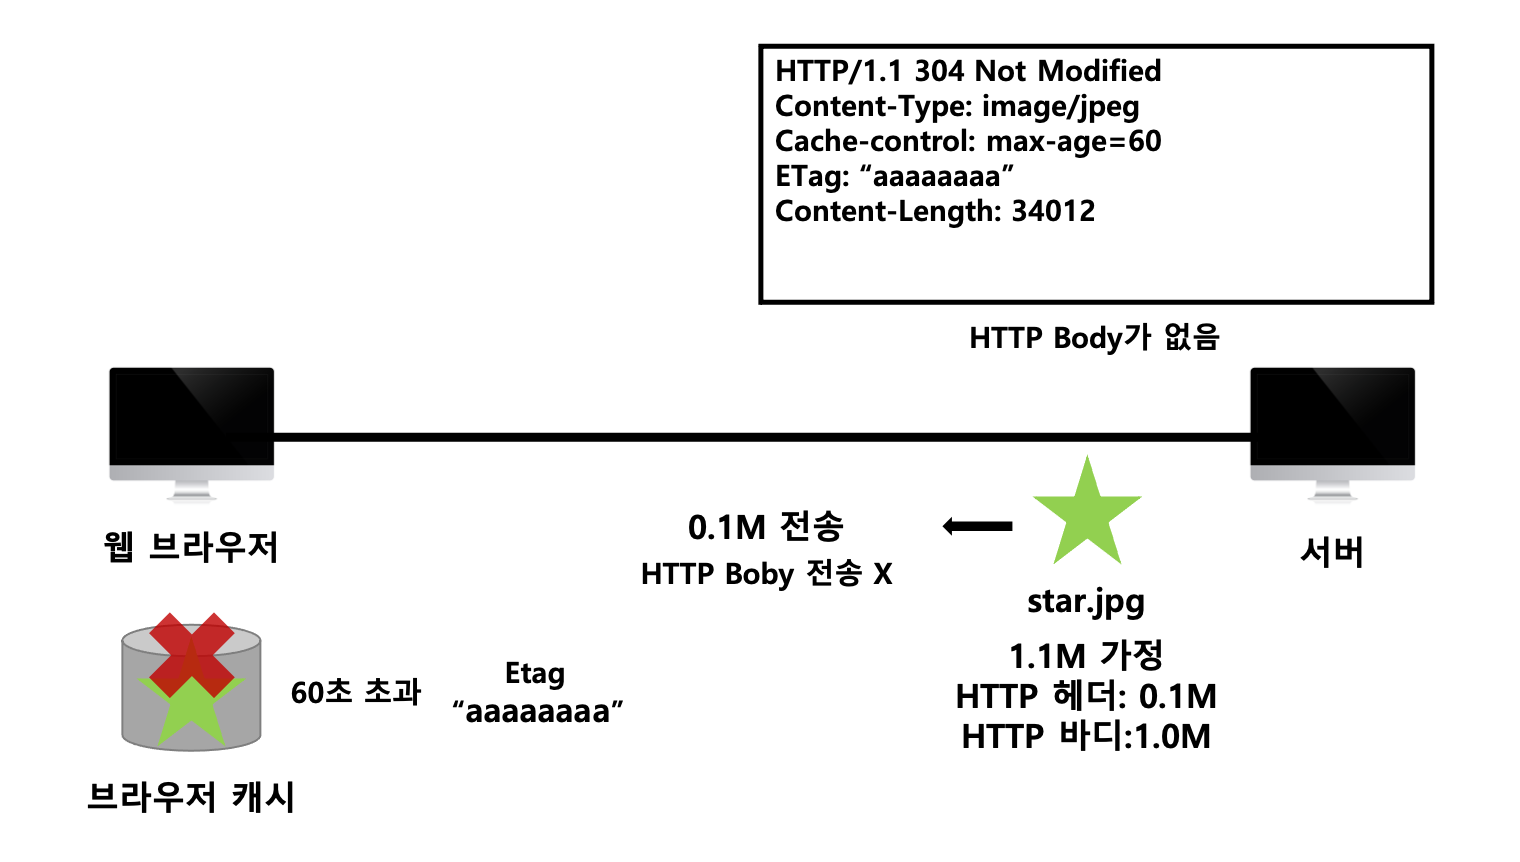 HTTP/1.1 304 Not Modified
Content-Type: image/jpeg
Cache-control: max-age=60
ETag: “aaaaaaaa”
Content-Length: 34012
HTTP Body가 없음
웹 브라우저
서버
0.1M 전송
HTTP Boby 전송 X
star.jpg
1.1M 가정
HTTP 헤더: 0.1M
HTTP 바디:1.0M
60초 초과
Etag
“aaaaaaaa”
브라우저 캐시